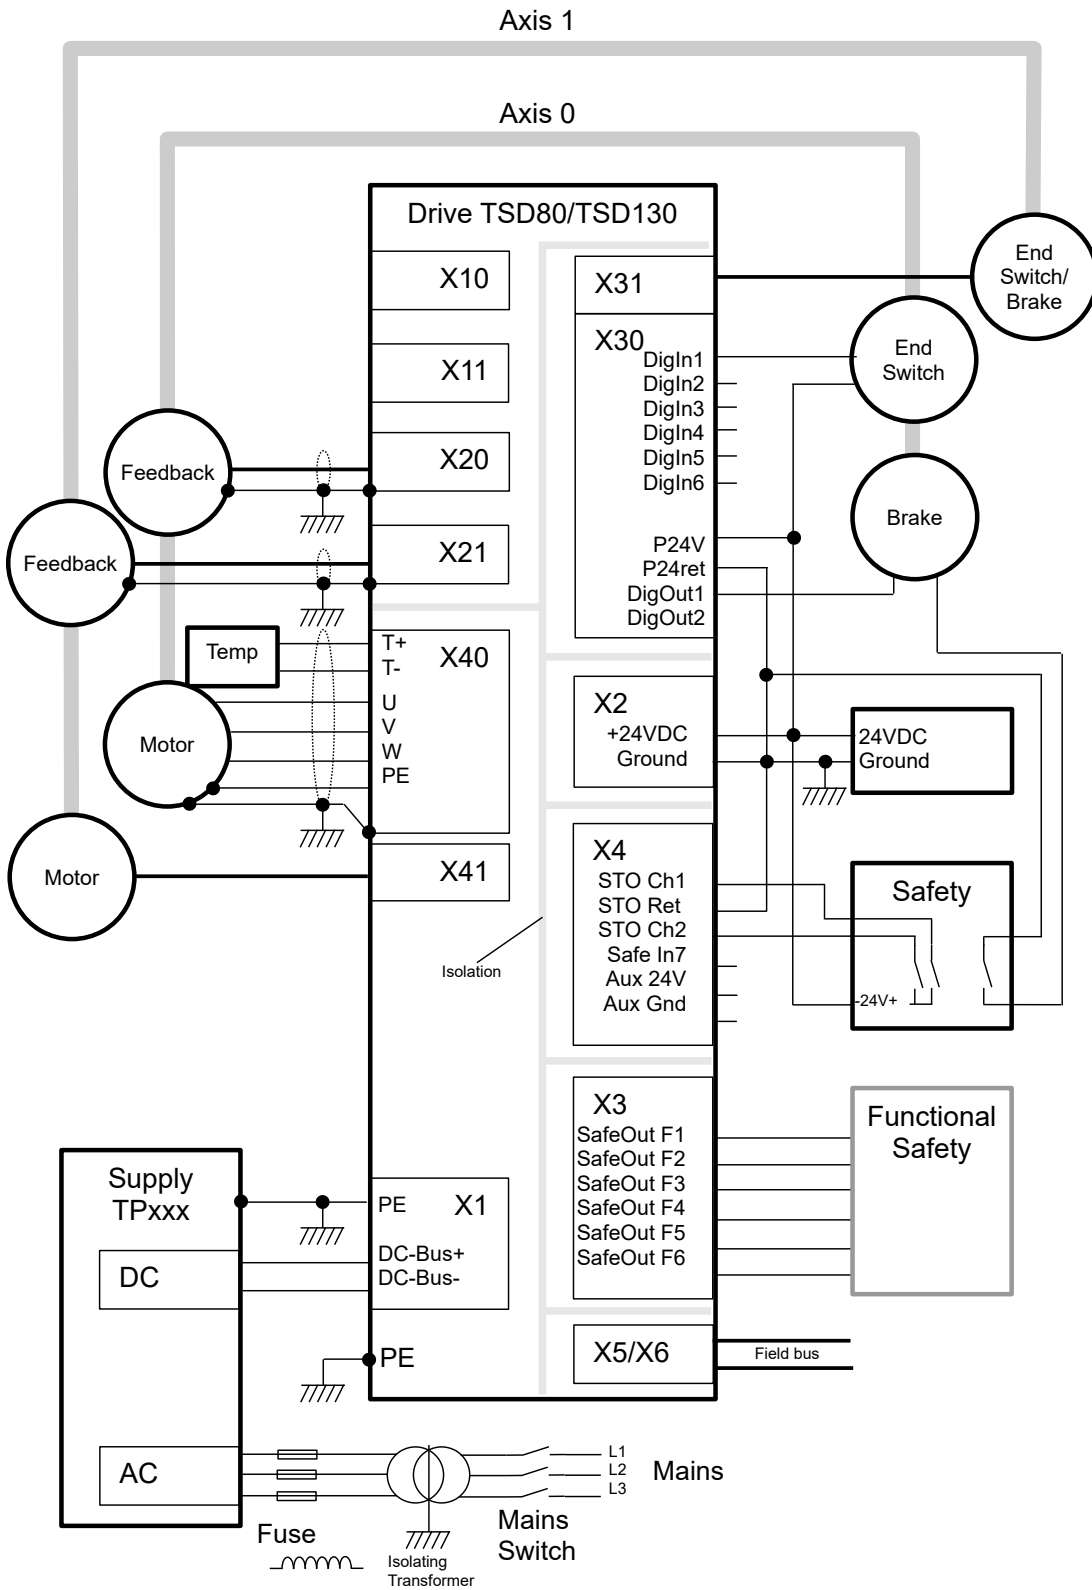 Axis 1
Axis 0
Drive TSD80/TSD130
X10
X11
X20
X21
X40
T+
T-
U
V
W
PE
X41
Feedback
Feedback
Temp
Motor
Motor
X31
X30
DigIn1
DigIn2
DigIn3
DigIn4
DigIn5
DigIn6
P24V
P24ret
DigOut1
DigOut2
End
Switch/
Brake
End
Switch
Brake
X2
+24VDC
Ground
24VDC
Ground
X4
STO Ch1
STO Ret
STO Ch2
Safe In7
Aux 24V
Aux Gnd
Isolation
Safety
-24V+
X3
SafeOut F1
SafeOut F2
SafeOut F3
SafeOut F4
SafeOut F5
SafeOut F6
Functional
Safety
X5/X6
Field bus
Supply
TPxxx
DC
AC
PE
X1
DC-Bus+
DC-Bus-
PE
L1
L2
L3
Mains
Fuse
Isolating
Transformer
Mains
Switch